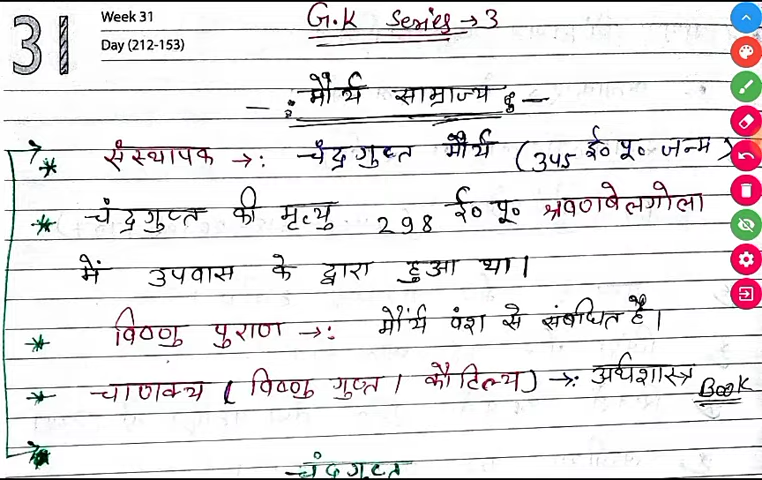 31
Week 31
Day (212-153)
G.K Series → 3
—: मौर्य साम्राज्य :—
* संस्थापक →: चंद्रगुप्त मौर्य (345 ई० पू० जन्म)
* चंद्रगुप्त की मृत्यु 298 ई० पू० श्रवणबेलगोला
में उपवास के द्वारा हुआ था।
* विष्णु पुराण →: मौर्य वंश से संबंधित है।
* चाणक्य ( विष्णु गुप्त / कौटिल्य) →: अर्थशास्त्र Book
* चंद्रगुप्त